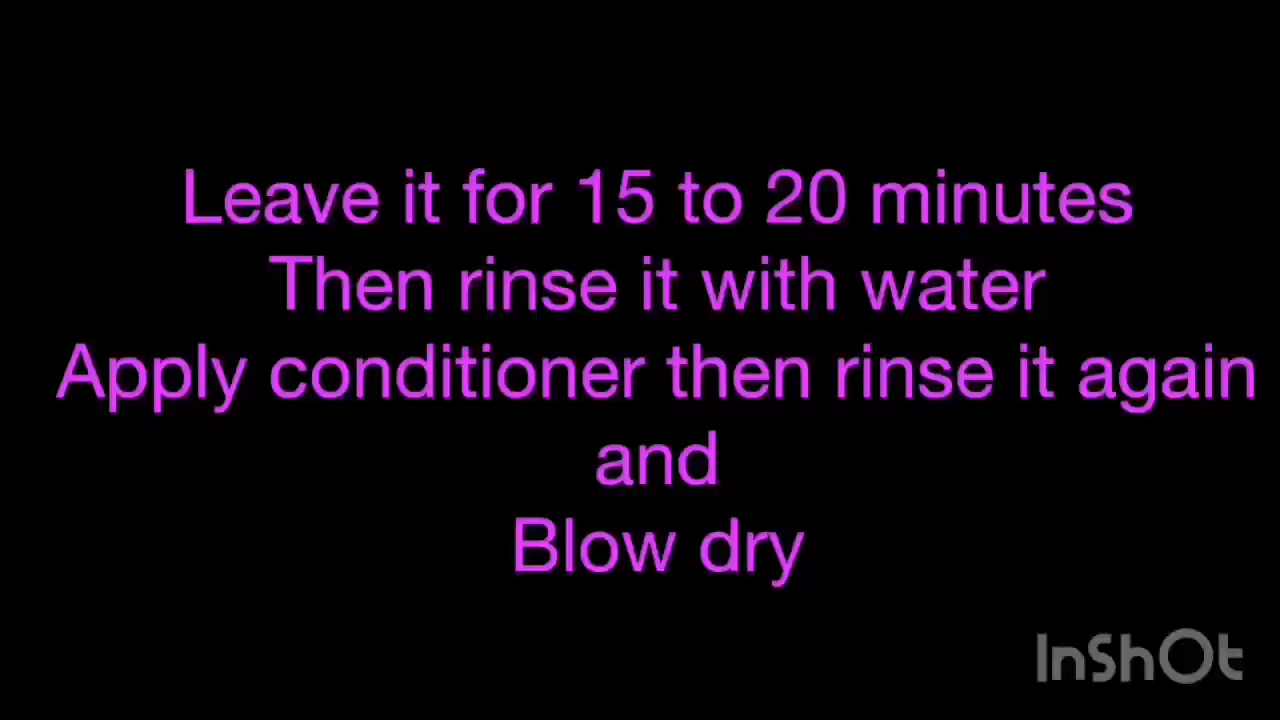 Leave it for 15 to 20 minutes
Then rinse it with water
Apply conditioner then rinse it again
and
Blow dry
InShOt